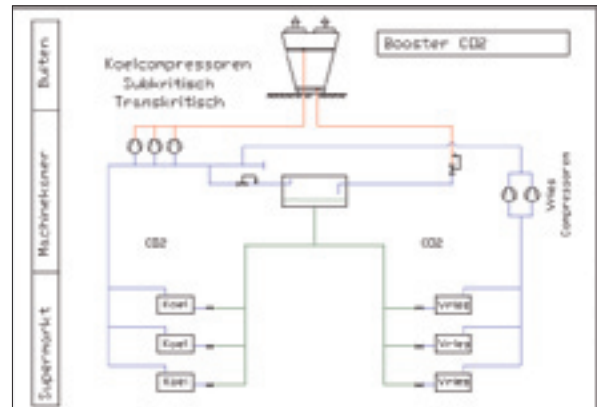 Buiten
Booster CO2
Koelcompressoren
Subkritisch
Transkritisch
Machinekamer
Vries
Compressoren
CO2
CO2
Supermarkt
Koel
Vries
Koel
Vries
Koel
Vries